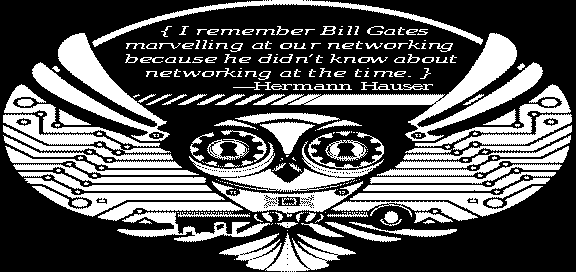 { I remember Bill Gates
marvelling at our networking
because he didn't know about
networking at the time. }
—Hermann Hauser